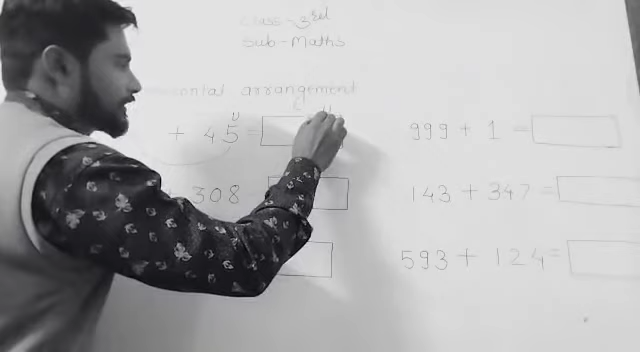 Class-3rd
Sub-Maths
ontal arrangement
U U
+ 45 =
999 + 1 =
+ 308
143 + 347 =
593 + 124 =